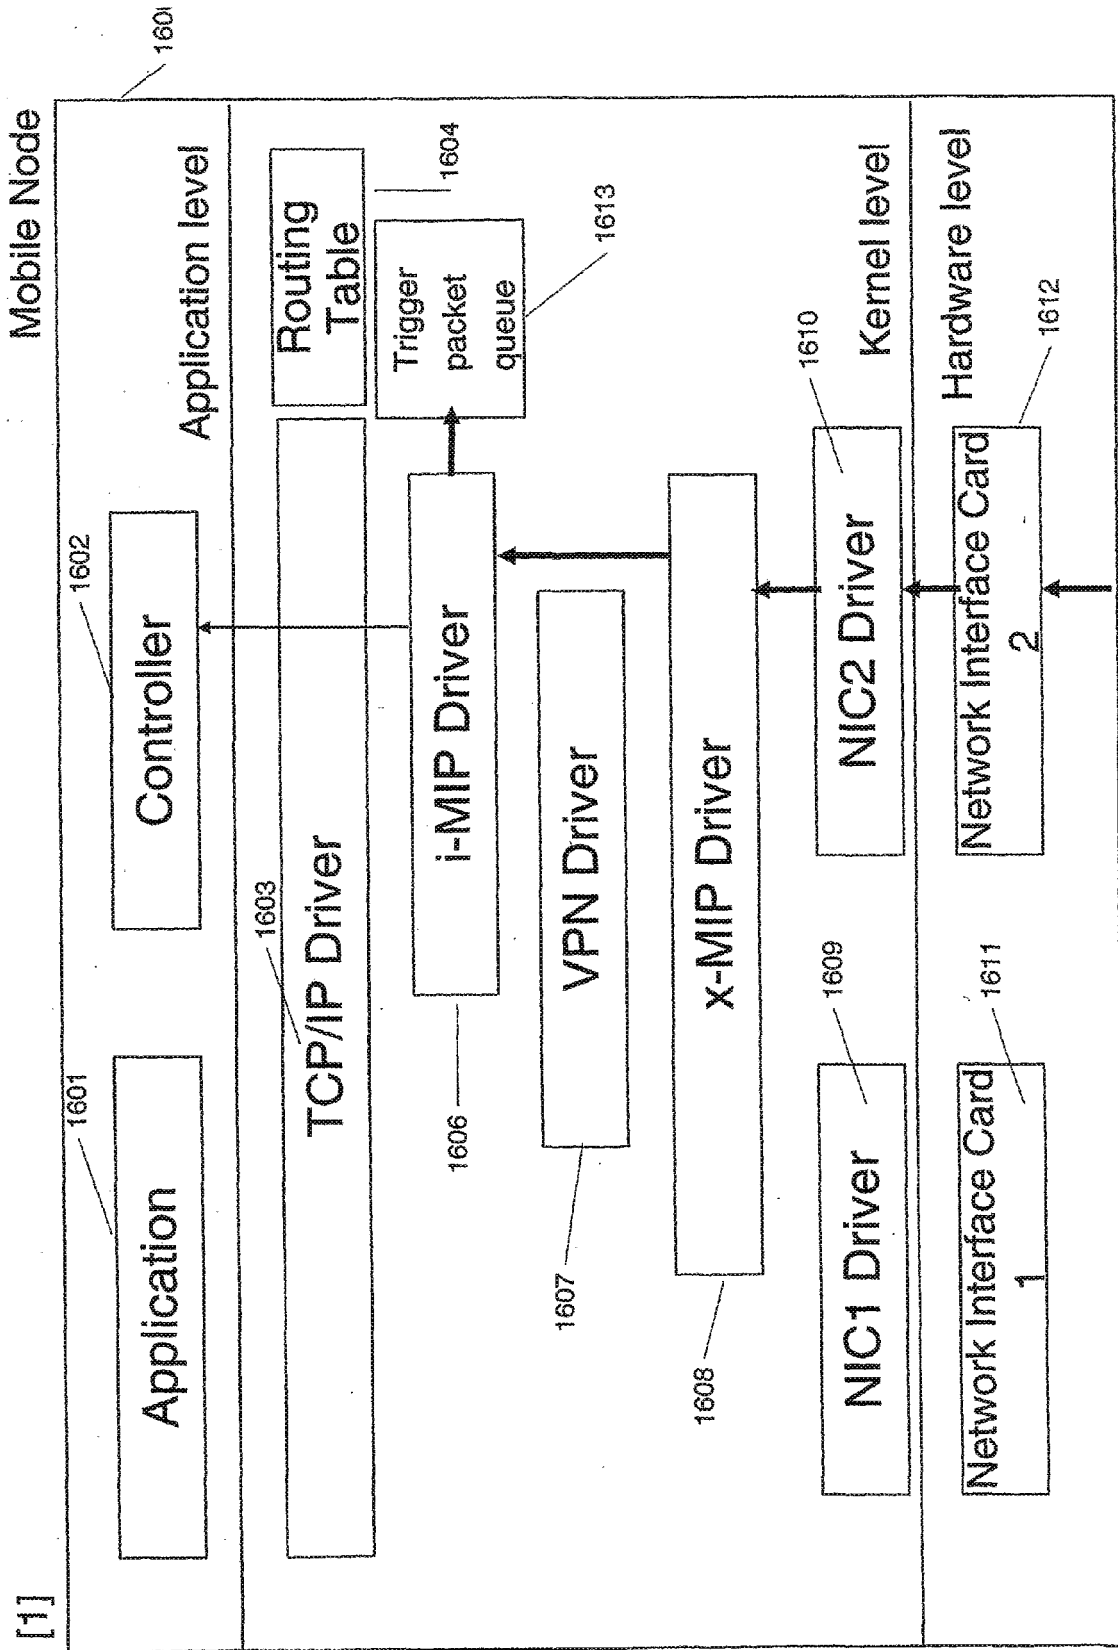 [1]
Mobile Node
Application level
1601
Application
1602
Controller
1603
TCP/IP Driver
Routing
Table
1604
Trigger
packet
queue
1613
i-MIP Driver
1606
VPN Driver
1607
x-MIP Driver
1608
NIC1 Driver
1609
NIC2 Driver
1610
Kernel level
Hardware level
Network Interface Card
1
1611
Network Interface Card
2
1612